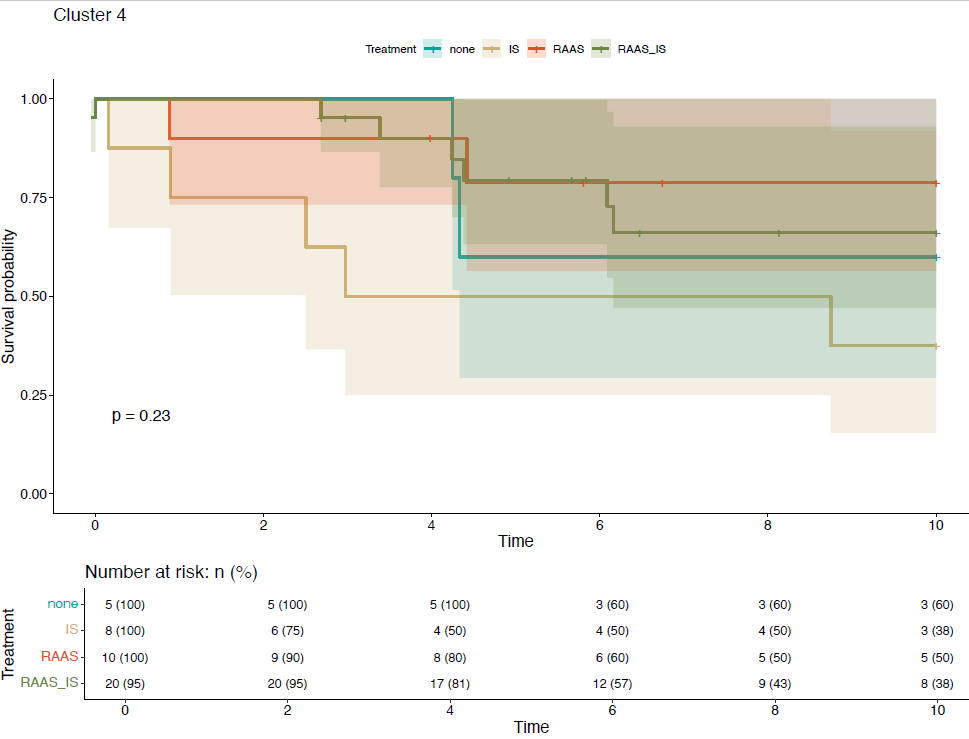 Cluster 4
Treatment none IS RAAS RAAS_IS
Survival probability
1.00
0.75
0.50
0.25
0.00
p = 0.23
0 2 4 6 8 10
Time
Number at risk: n (%)
Treatment
none 5 (100) 5 (100) 5 (100) 3 (60) 3 (60) 3 (60)
IS 8 (100) 6 (75) 4 (50) 4 (50) 4 (50) 3 (38)
RAAS 10 (100) 9 (90) 8 (80) 6 (60) 5 (50) 5 (50)
RAAS_IS 20 (95) 20 (95) 17 (81) 12 (57) 9 (43) 8 (38)
0 2 4 6 8 10
Time